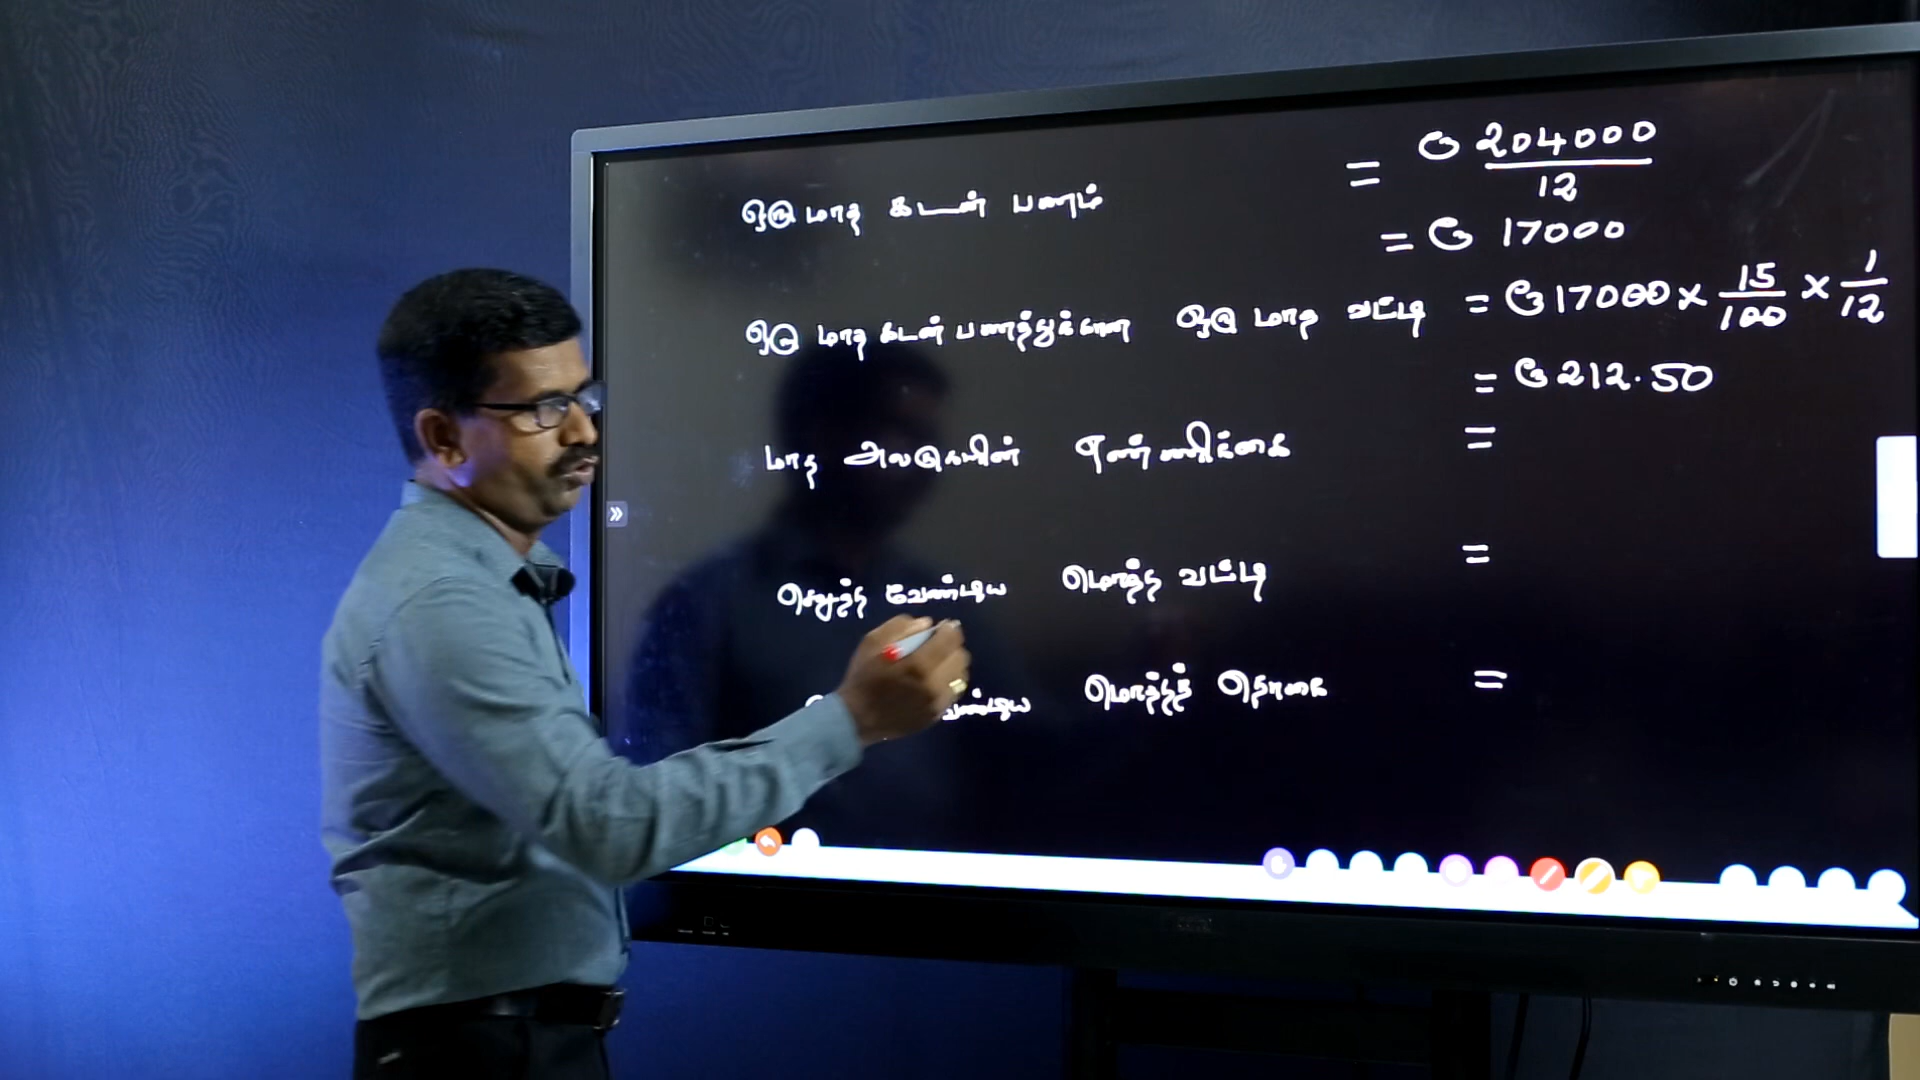 ஒரு மாத கடன் பணம் = ரூ 204000/12
= ரூ 17000
ஒரு மாத கடன் பணத்துக்கான ஒரு மாத வட்டி = ரூ 17000 × 15/100 × 1/12
= ரூ 212.50
மாத அலகுகளின் எண்ணிக்கை =
செலுத்த வேண்டிய மொத்த வட்டி =
மொத்தத் தொகை =